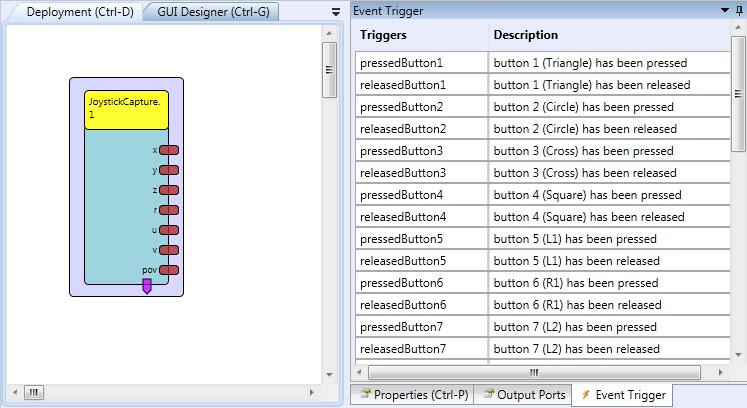 Deployment (Ctrl-D)
GUI Designer (Ctrl-G)
JoystickCapture.
1
x
y
z
r
u
v
pov
Event Trigger
Triggers Description
pressedButton1 button 1 (Triangle) has been pressed
releasedButton1 button 1 (Triangle) has been released
pressedButton2 button 2 (Circle) has been pressed
releasedButton2 button 2 (Circle) has been released
pressedButton3 button 3 (Cross) has been pressed
releasedButton3 button 3 (Cross) has been released
pressedButton4 button 4 (Square) has been pressed
releasedButton4 button 4 (Square) has been released
pressedButton5 button 5 (L1) has been pressed
releasedButton5 button 5 (L1) has been released
pressedButton6 button 6 (R1) has been pressed
releasedButton6 button 6 (R1) has been released
pressedButton7 button 7 (L2) has been pressed
releasedButton7 button 7 (L2) has been released
Properties (Ctrl-P)
Output Ports
Event Trigger